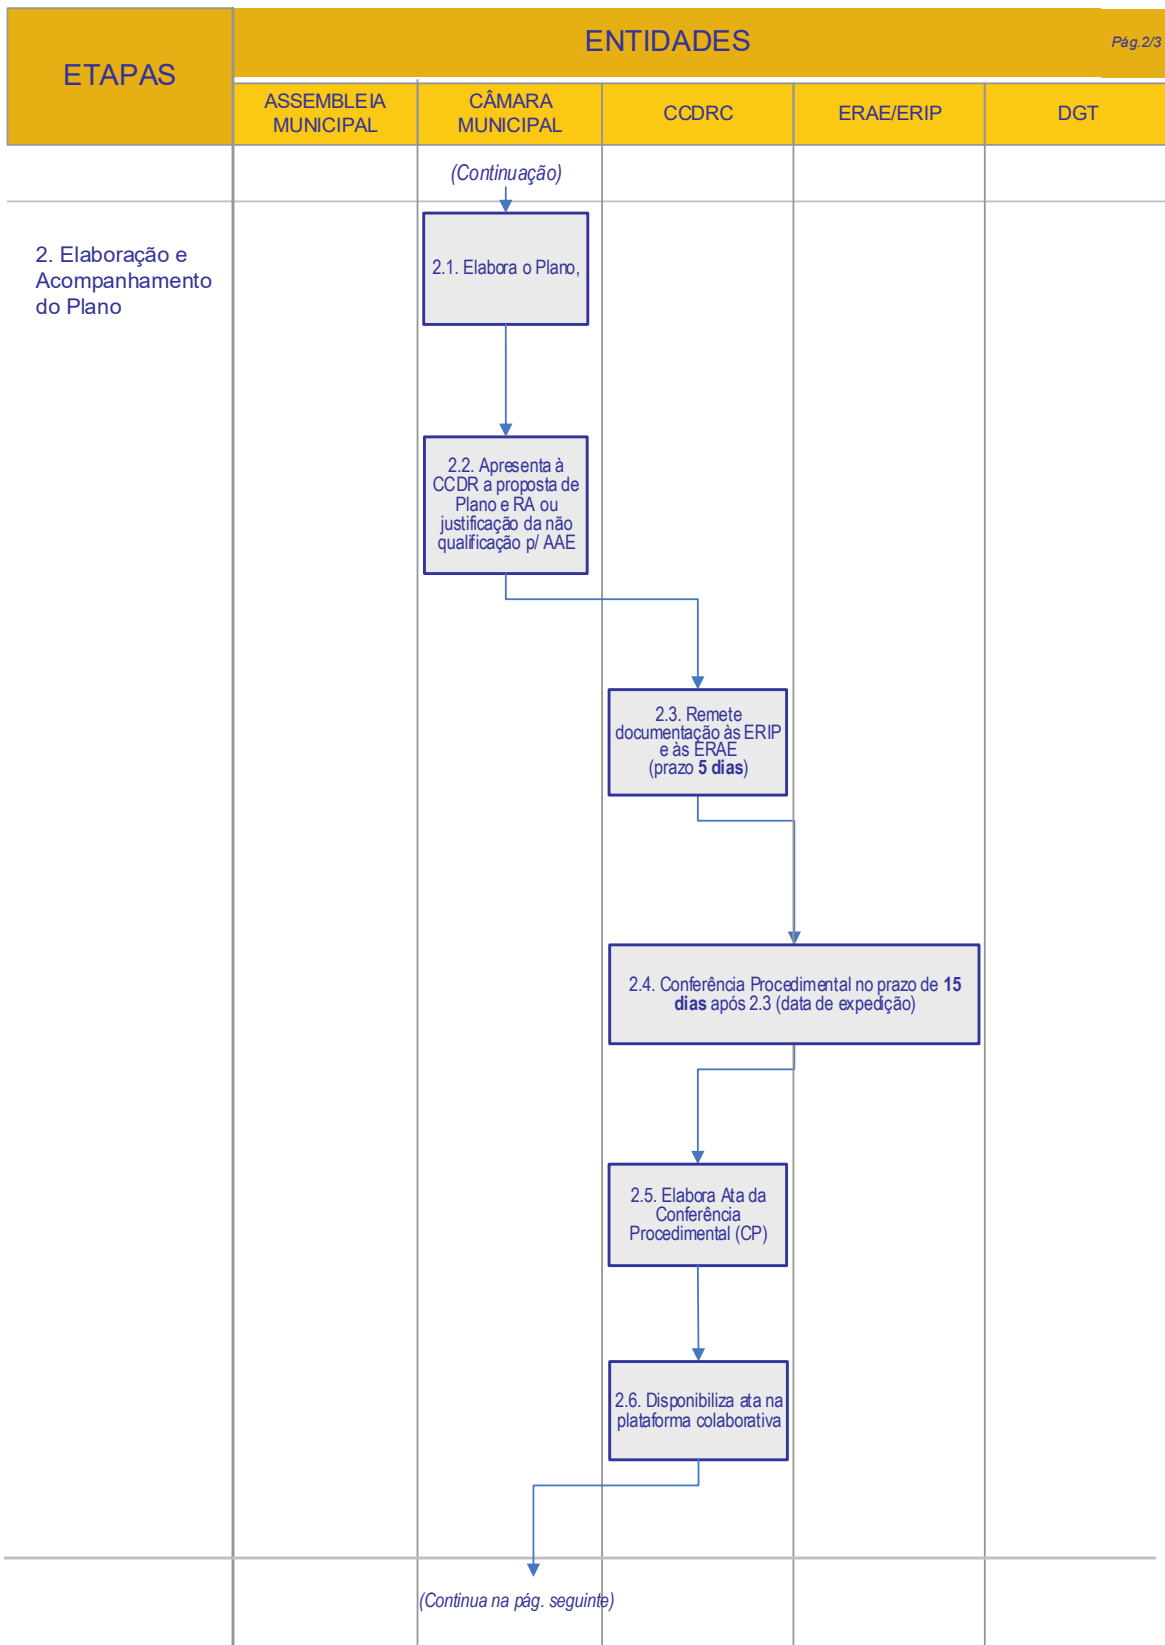 ENTIDADES
Pág.2/3
ETAPAS
ASSEMBLEIA
MUNICIPAL
CÂMARA
MUNICIPAL
CCDRC
ERAE/ERIP
DGT
(Continuação)
2. Elaboração e
Acompanhamento
do Plano
2.1. Elabora o Plano,
2.2. Apresenta à
CCDR a proposta de
Plano e RA ou
justificação da não
qualificação p/ AAE
2.3. Remete
documentação às ERIP
e às ERAE
(prazo 5 dias)
2.4. Conferência Procedimental no prazo de 15
dias após 2.3 (data de expedição)
2.5. Elabora Ata da
Conferência
Procedimental (CP)
2.6. Disponibiliza ata na
plataforma colaborativa
(Continua na pág. seguinte)